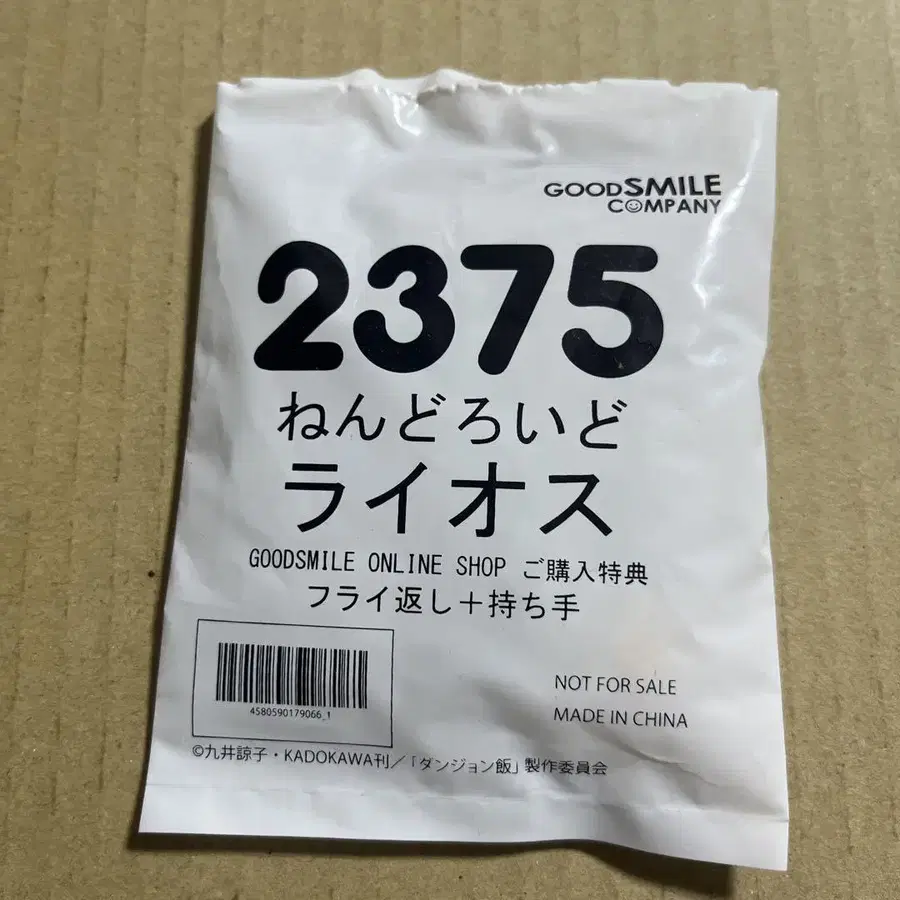 GOODSMILE
COMPANY
2375
ねんどろいど
ライオス
GOODSMILE ONLINE SHOP ご購入特典
フライ返し＋持ち手
4580590179066_1
NOT FOR SALE
MADE IN CHINA
©九井諒子・KADOKAWA刊／「ダンジョン飯」製作委員会